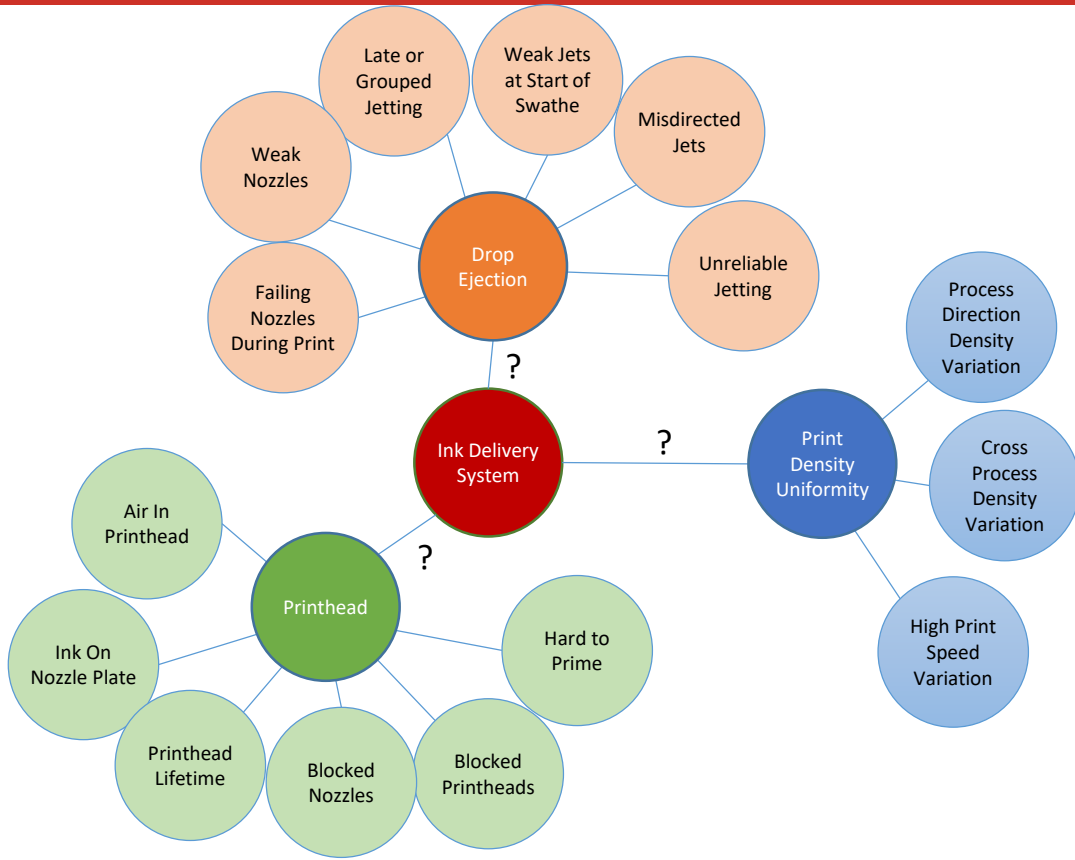 Late or
Grouped
Jetting
Weak Jets
at Start of
Swathe
Misdirected
Jets
Weak
Nozzles
Drop
Ejection
Unreliable
Jetting
Failing
Nozzles
During Print
Process
Direction
Density
Variation
?
Ink Delivery
System
?
Print
Density
Uniformity
Cross
Process
Density
Variation
Air In
Printhead
?
Printhead
Hard to
Prime
High Print
Speed
Variation
Ink On
Nozzle Plate
Printhead
Lifetime
Blocked
Nozzles
Blocked
Printheads